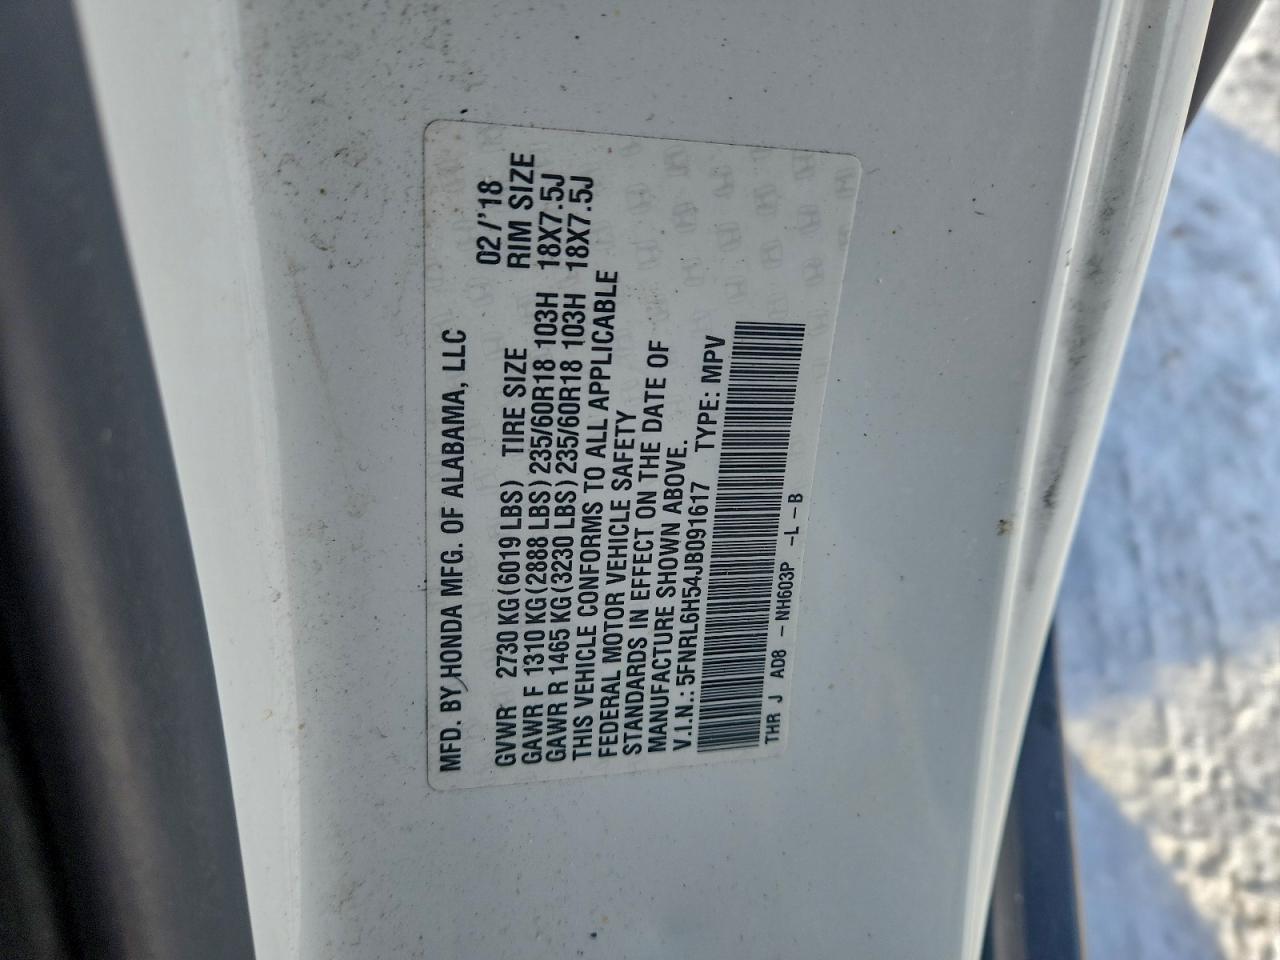 MFD. BY HONDA MFG. OF ALABAMA, LLC
02/'18
GVWR 2730 KG(6019 LBS) TIRE SIZE RIM SIZE
GAWR F 1310 KG(2888 LBS)235/60R18 103H 18X7.5J
GAWR R 1465 KG(3230 LBS)235/60R18 103H 18X7.5J
THIS VEHICLE CONFORMS TO ALL APPLICABLE
FEDERAL MOTOR VEHICLE SAFETY
STANDARDS IN EFFECT ON THE DATE OF
MANUFACTURE SHOWN ABOVE.
V.I.N.:5FNRL6H54JB091617 TYPE: MPV
THR J AD8 -NH603P -L-B